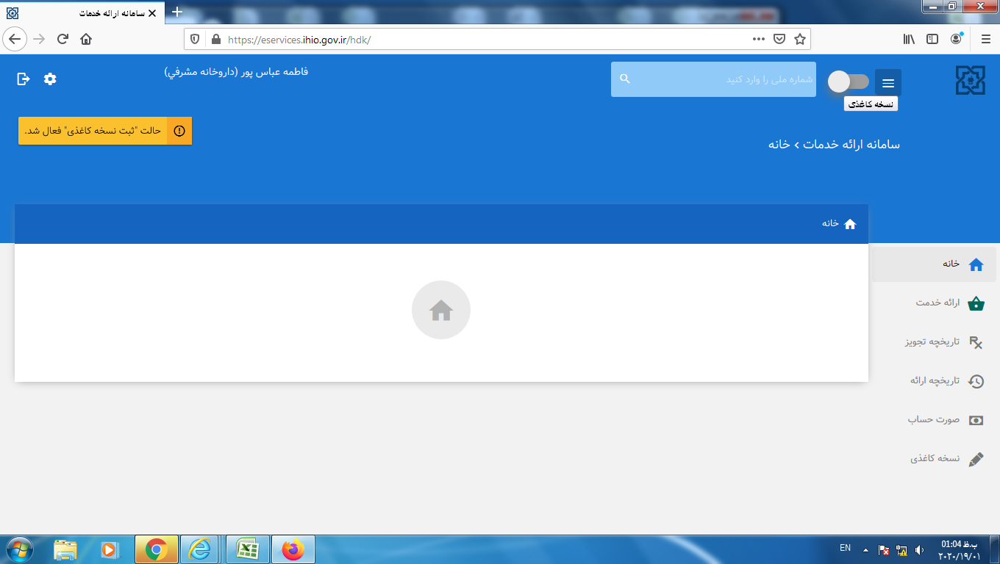 سامانه ارائه خدمات
https://eservices.ihio.gov.ir/hdk/
فاطمه عباس پور (داروخانه مشرفي)
شماره ملی را وارد کنید
نسخه کاغذی
حالت "ثبت نسخه کاغذی" فعال شد.
سامانه ارائه خدمات › خانه
خانه
خانه
ارائه خدمت
تاریخچه تجویز
تاریخچه ارائه
صورت حساب
نسخه کاغذی
EN
01:04 ب.ظ
۲۰۲۰/۱۹/۰۱